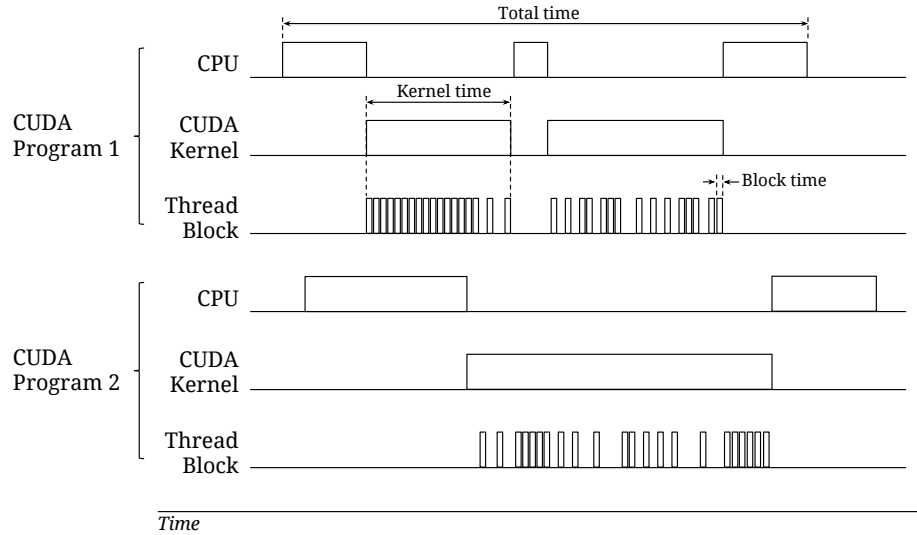 Total time
CPU
Kernel time
CUDA
Program 1
CUDA
Kernel
Block time
Thread
Block
CPU
CUDA
Program 2
CUDA
Kernel
Thread
Block
Time